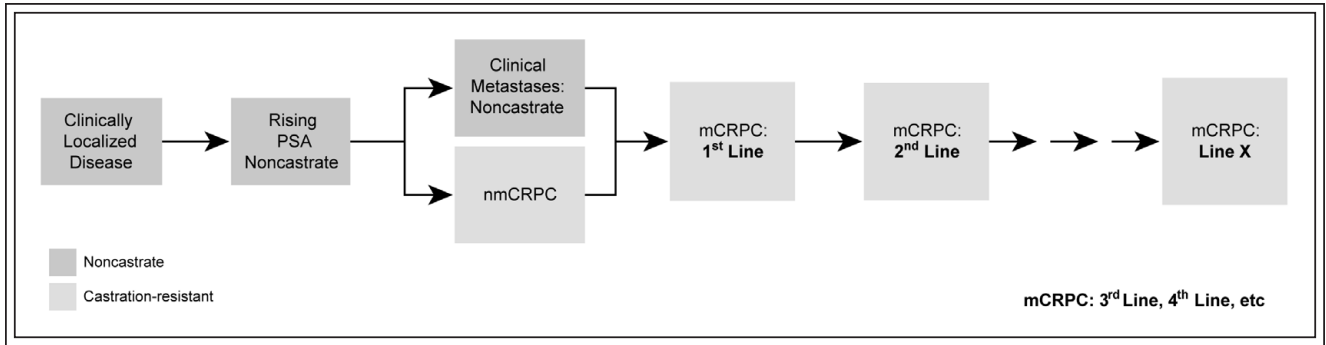 Clinically
Localized
Disease
Rising
PSA
Noncastrate
Clinical
Metastases:
Noncastrate
nmCRPC
mCRPC:
1st Line
mCRPC:
2nd Line
mCRPC:
Line X
Noncastrate
Castration-resistant
mCRPC: 3rd Line, 4th Line, etc